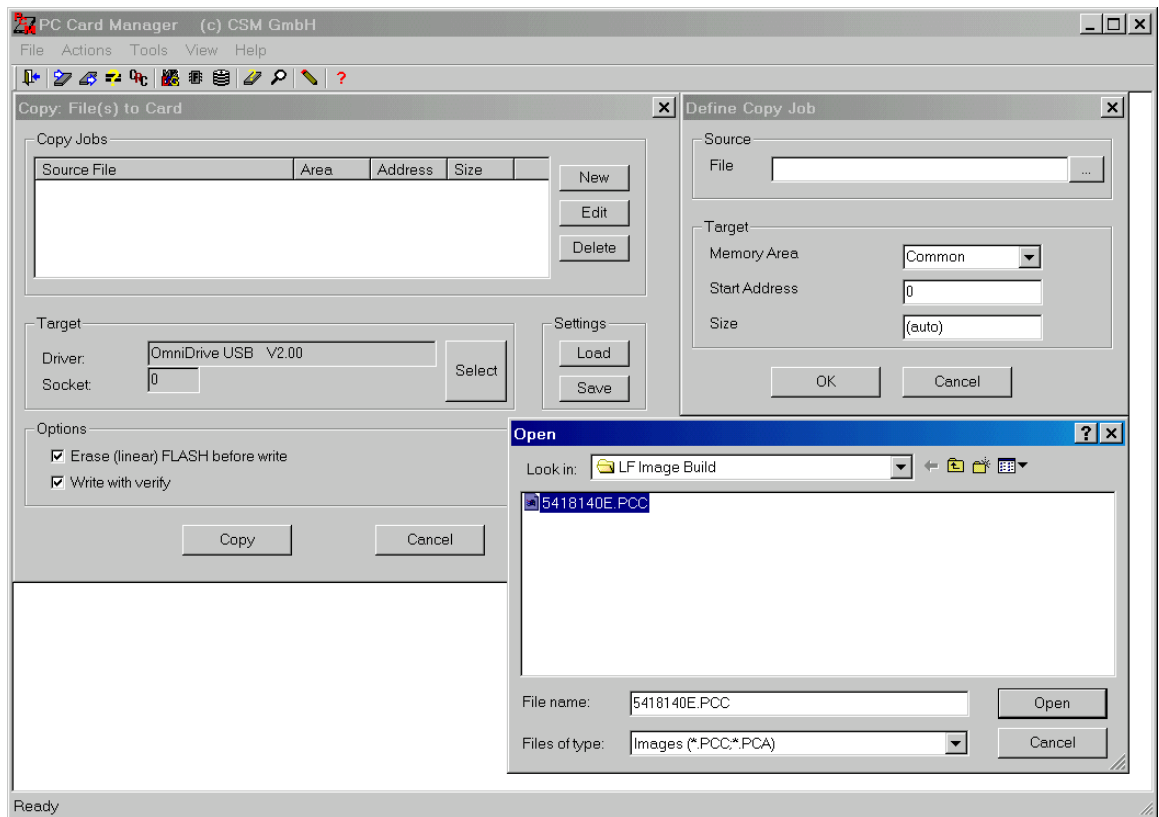 PC Card Manager (c) CSM GmbH
File Actions Tools View Help
Copy: File(s) to Card
Copy Jobs
Source File Area Address Size
New
Edit
Delete
Target
Driver: OmniDrive USB V2.00
Socket: 0
Select
Settings
Load
Save
Options
Erase (linear) FLASH before write
Write with verify
Copy Cancel
Define Copy Job
Source
File ...
Target
Memory Area Common
Start Address 0
Size (auto)
OK Cancel
Open
Look in: LF Image Build
5418140E.PCC
File name: 5418140E.PCC Open
Files of type: Images (*.PCC;*.PCA) Cancel
Ready